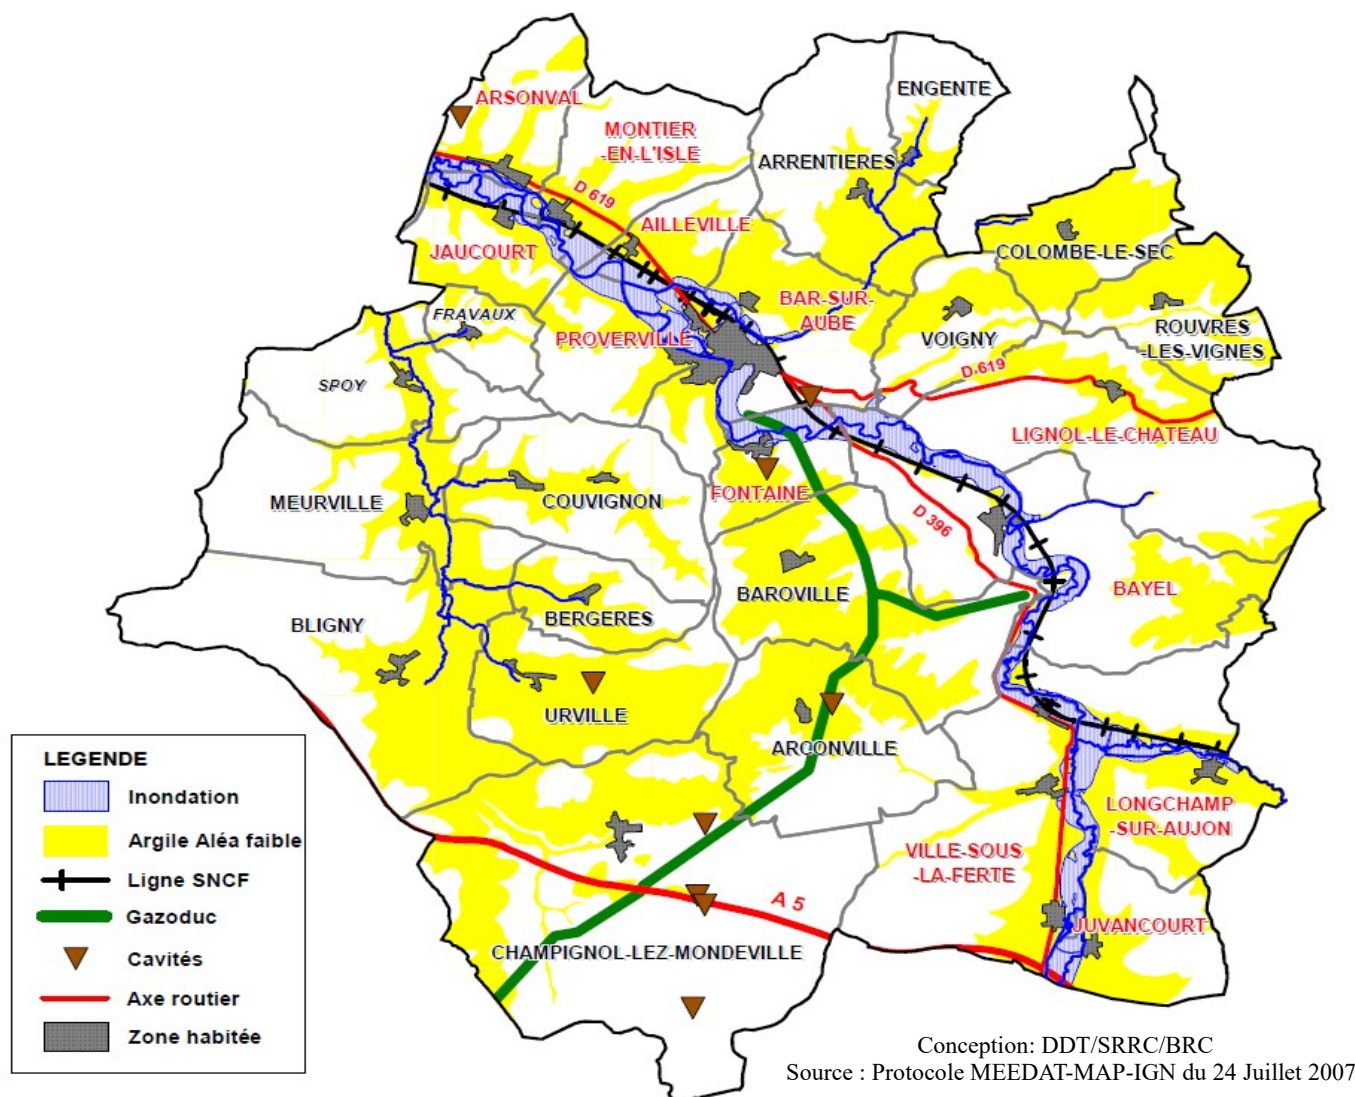 ENGENTE
ARSONVAL
MONTIER
-EN-L'ISLE
ARRENTIERES
D 619
AILLEVILLE
JAUCOURT
COLOMBE-LE-SEC
BAR-SUR-
AUBE
FRAVAUX
PROVERVILLE
VOIGNY
ROUVRES
-LES-VIGNES
SPOY
D 619
LIGNOL-LE-CHATEAU
MEURVILLE
COUVIGNON
FONTAINE
D 396
BAROVILLE
BAYEL
BERGERES
BLIGNY
URVILLE
ARCONVILLE
LONGCHAMP
-SUR-AUJON
VILLE-SOUS
-LA-FERTE
A 5
JUVANCOURT
CHAMPIGNOL-LEZ-MONDEVILLE
LEGENDE
Inondation
Argile Aléa faible
Ligne SNCF
Gazoduc
Cavités
Axe routier
Zone habitée
Conception: DDT/SRRC/BRC
Source : Protocole MEEDAT-MAP-IGN du 24 Juillet 2007